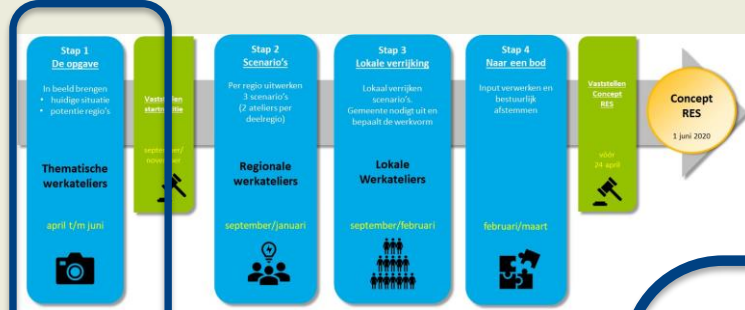 Stap 1
De opgave
In beeld brengen
• huidige situatie
• potentie regio's
Thematische
werkateliers
april t/m juni
Vaststellen
september/
november
Stap 2
Scenario's
Per regio uitwerken
3 scenario's
(2 ateliers per
deelregio)
Regionale
werkateliers
september/januari
Stap 3
Lokale verrijking
Lokaal verrijken
scenario's.
Gemeente nodigt uit en
bepaalt de werkvorm
Lokale
Werkateliers
september/februari
Stap 4
Naar een bod
Input verwerken en
bestuurlijk
afstemmen
februari/maart
Vaststellen
Concept
RES
vóór
24 april
Concept
RES
1 juni 2020